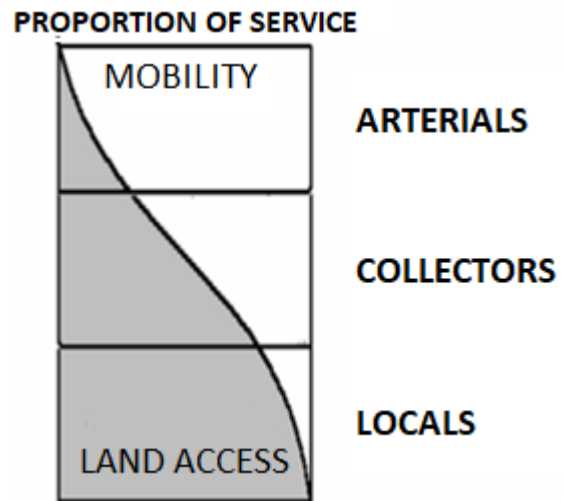 PROPORTION OF SERVICE
MOBILITY
ARTERIALS
COLLECTORS
LOCALS
LAND ACCESS